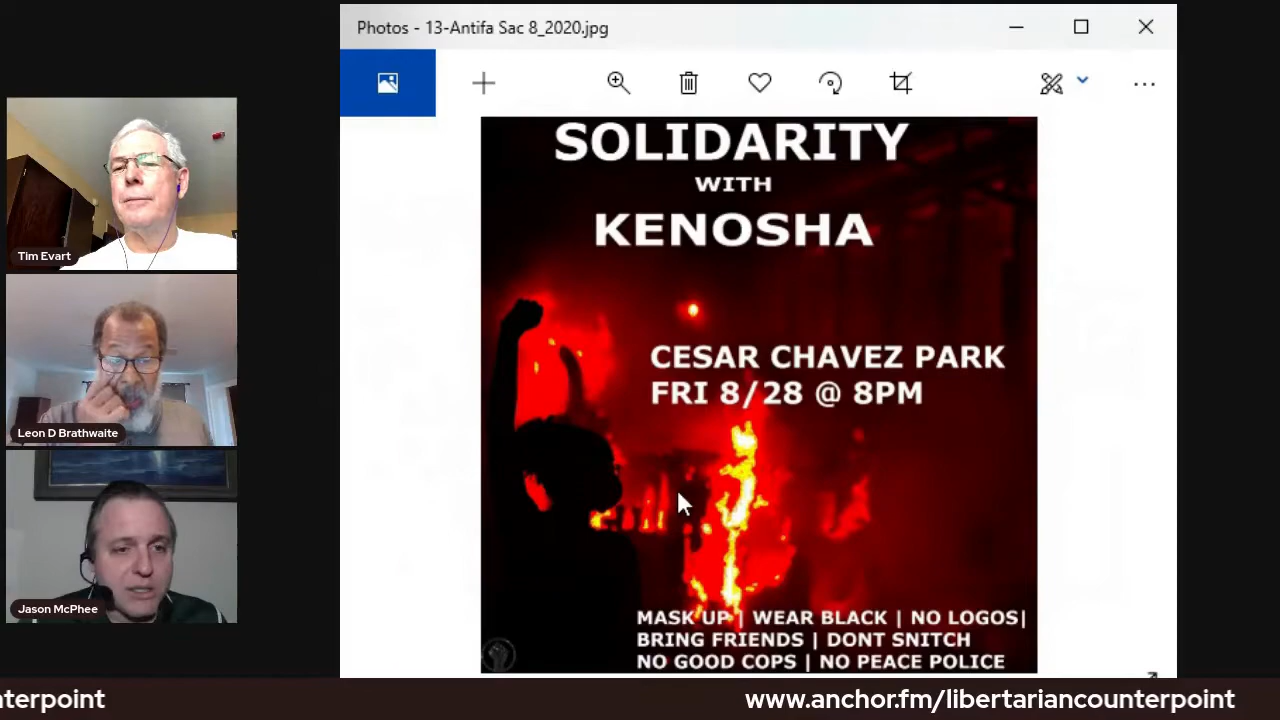 Photos - 13-Antifa Sac 8_2020.jpg
SOLIDARITY
WITH
KENOSHA
CESAR CHAVEZ PARK
FRI 8/28 @ 8PM
MASK UP | WEAR BLACK | NO LOGOS|
BRING FRIENDS | DONT SNITCH
NO GOOD COPS | NO PEACE POLICE
Tim Evart
Leon D Brathwaite
Jason McPhee
nterpoint
www.anchor.fm/libertariancounterpoint